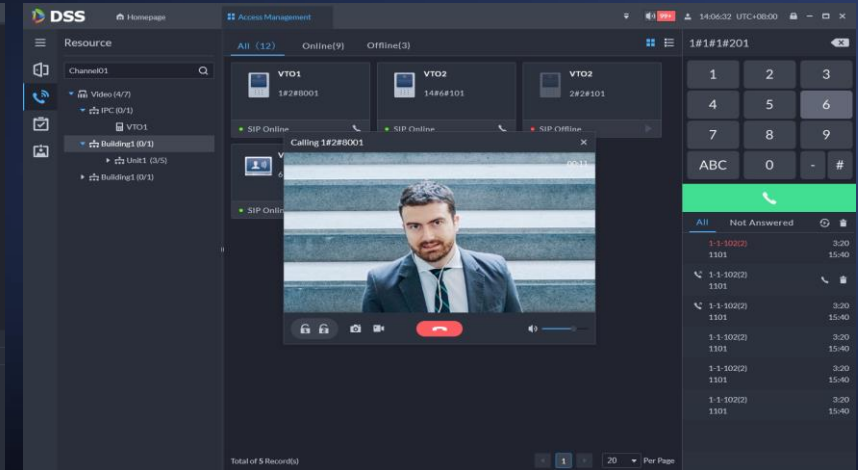 DSS
Homepage
Access Management
99+
14:06:32 UTC+08:00
Resource
Channel01
Video (4/7)
IPC (0/1)
VTO1
Building1 (0/1)
Unit1 (3/5)
Building1 (0/1)
All (12) Online(9) Offline(3)
VTO1
1#2#8001
SIP Online
VTO2
14#6#101
SIP Online
VTO2
2#2#101
SIP Offline
SIP Online
Calling 1#2#8001
00:11
Total of 5 Record(s)
1
20 Per Page
1#1#1#201
1 2 3
4 5 6
7 8 9
ABC 0 - #
All Not Answered
1-1-102(2) 3:20
1101 15:40
1-1-102(2)
1101
1-1-102(2) 3:20
1101 15:40
1-1-102(2) 3:20
1101 15:40
1-1-102(2) 3:20
1101 15:40
1-1-102(2) 3:20
1101 15:40